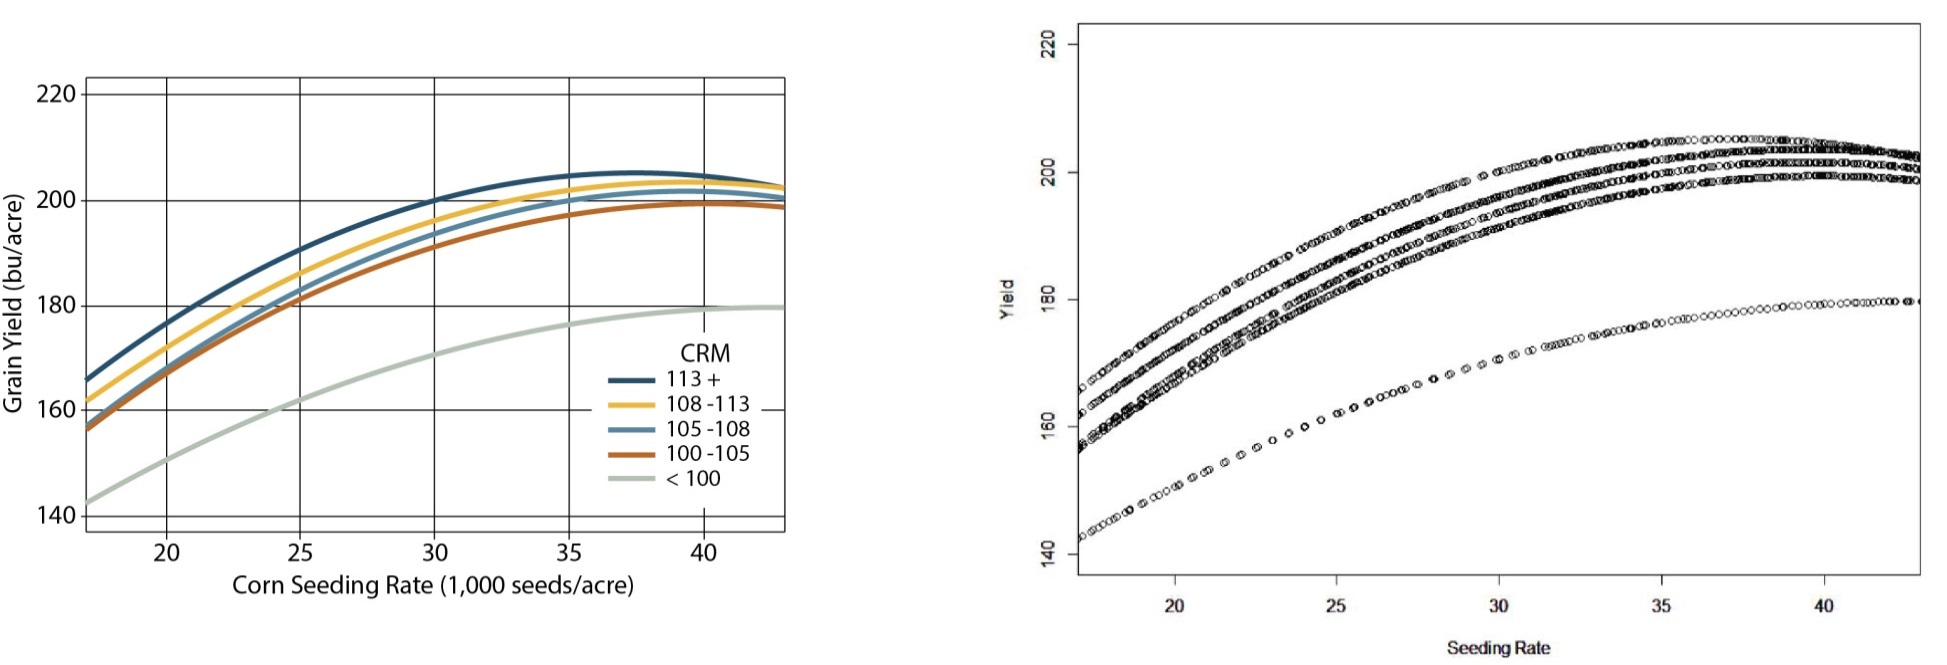 220
200
180
160
140
Grain Yield (bu/acre)
CRM
113 +
108 -113
105 -108
100 -105
< 100
20 25 30 35 40
Corn Seeding Rate (1,000 seeds/acre)
220
200
180
160
140
Yield
20 25 30 35 40
Seeding Rate